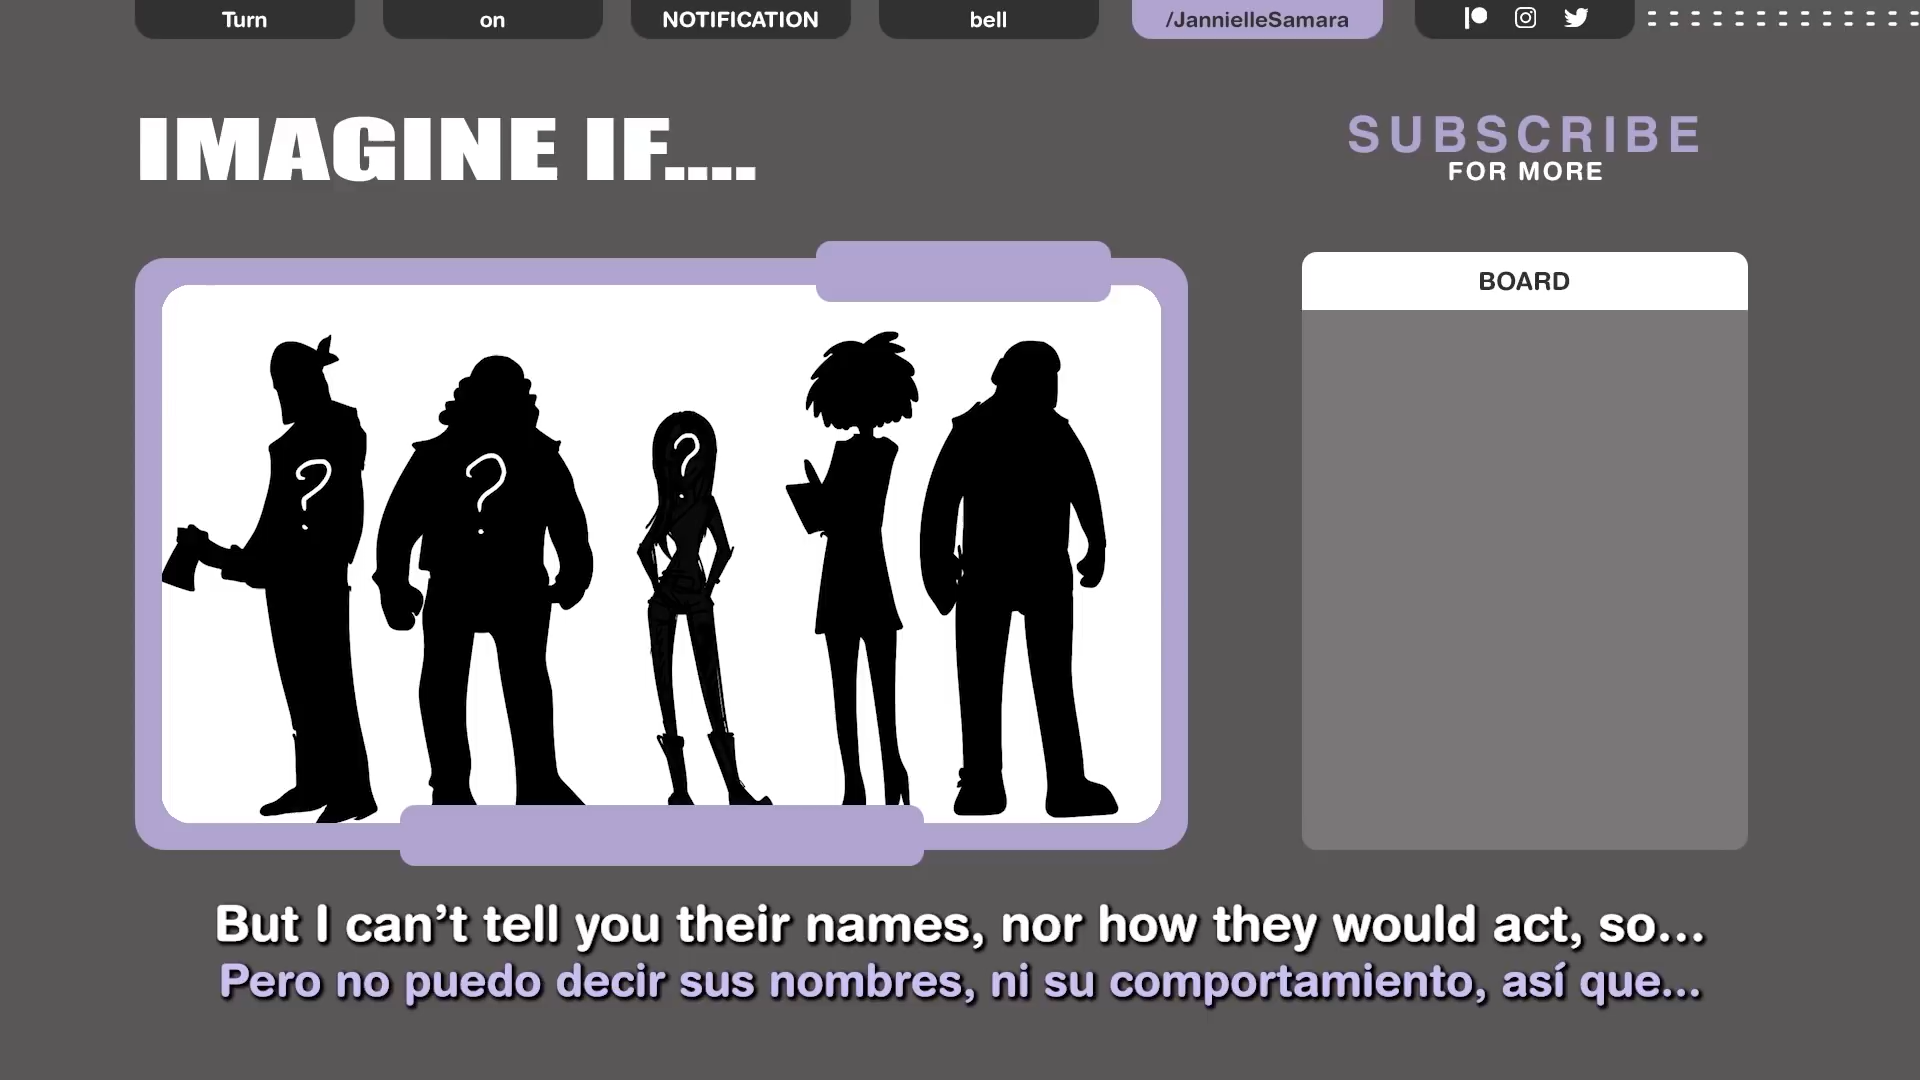 Turn
on
NOTIFICATION
bell
/JannielleSamara
IMAGINE IF....
SUBSCRIBE
FOR MORE
BOARD
?
?
?
But I can’t tell you their names, nor how they would act, so...
Pero no puedo decir sus nombres, ni su comportamiento, así que...